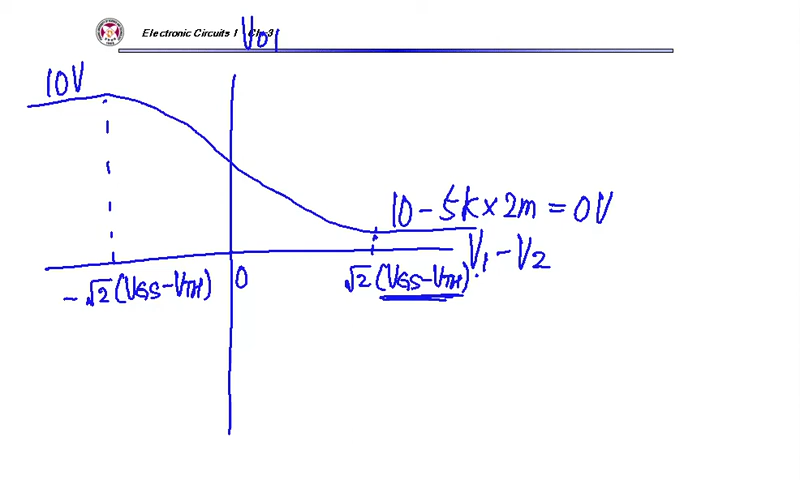 Electronic Circuits 1 Ch. 3
Vo1
10V
10 - 5k × 2m = 0V
V1 - V2
-√2 (VGS-VTH)
0
√2 (VGS-VTH)